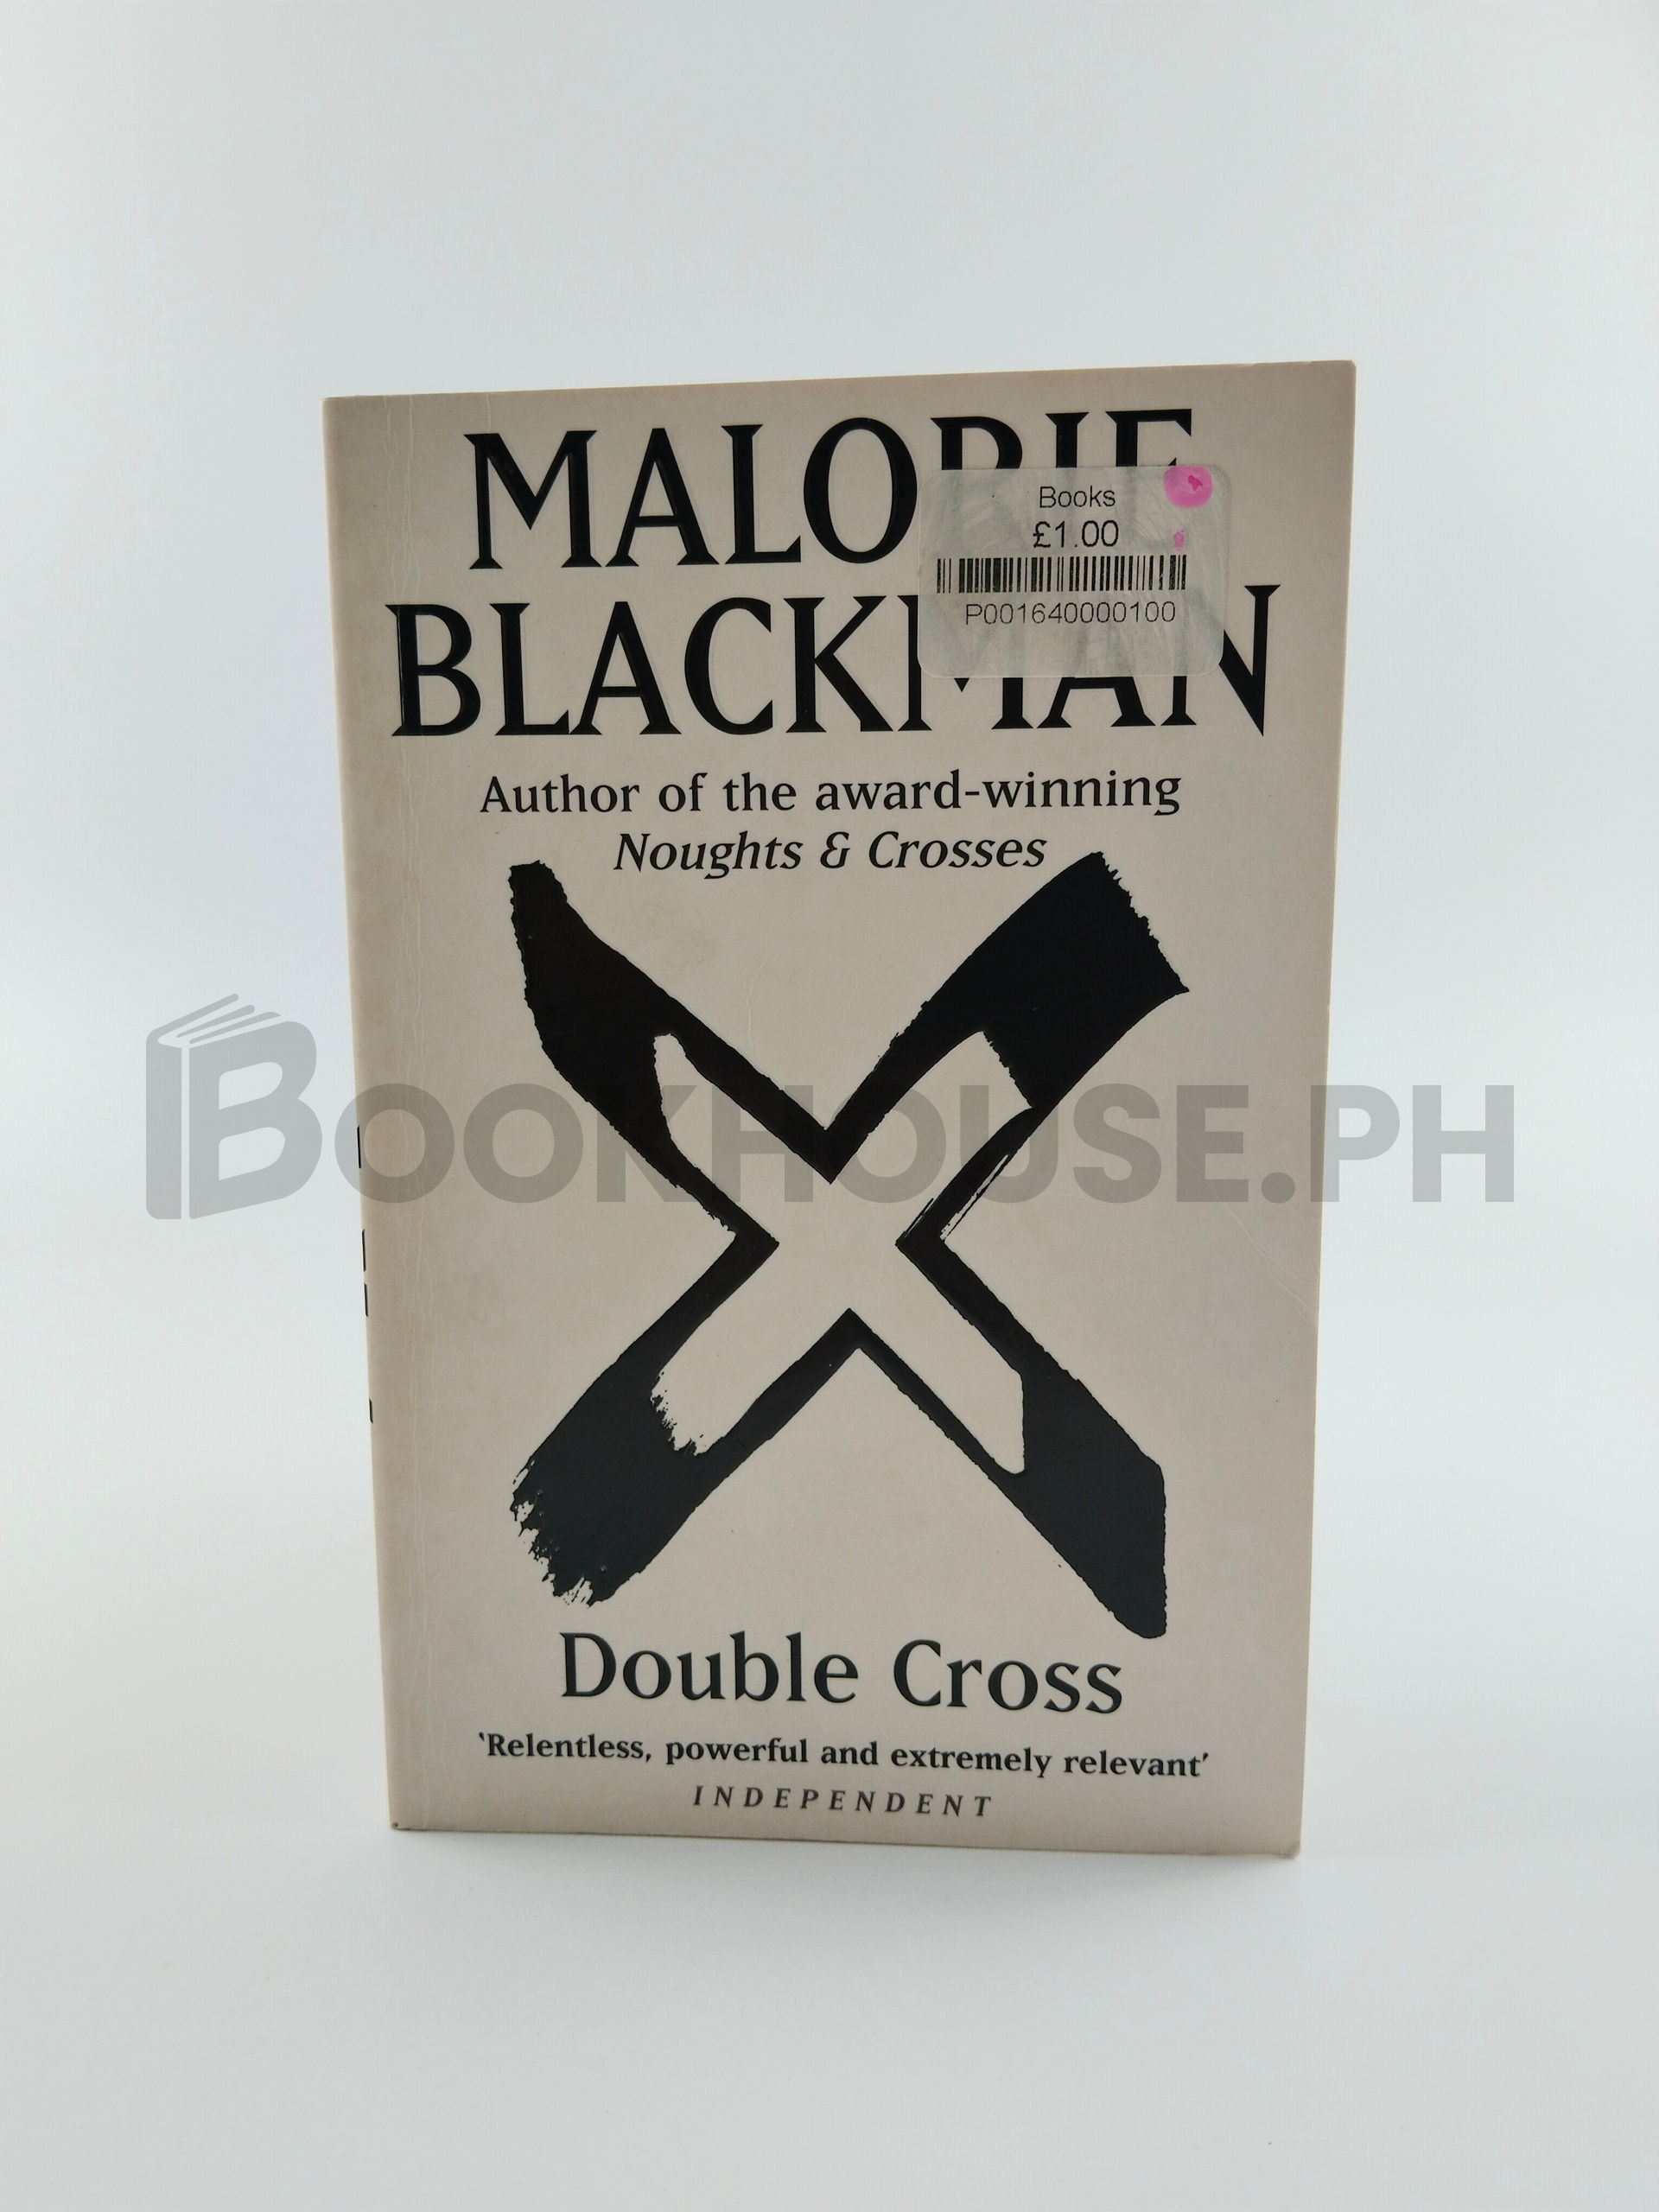 MALORIE
BLACKMAN
Books
£1.00
P001640000100
Author of the award-winning
Noughts & Crosses
BOOKHOUSE.PH
Double Cross
‘Relentless, powerful and extremely relevant’
INDEPENDENT